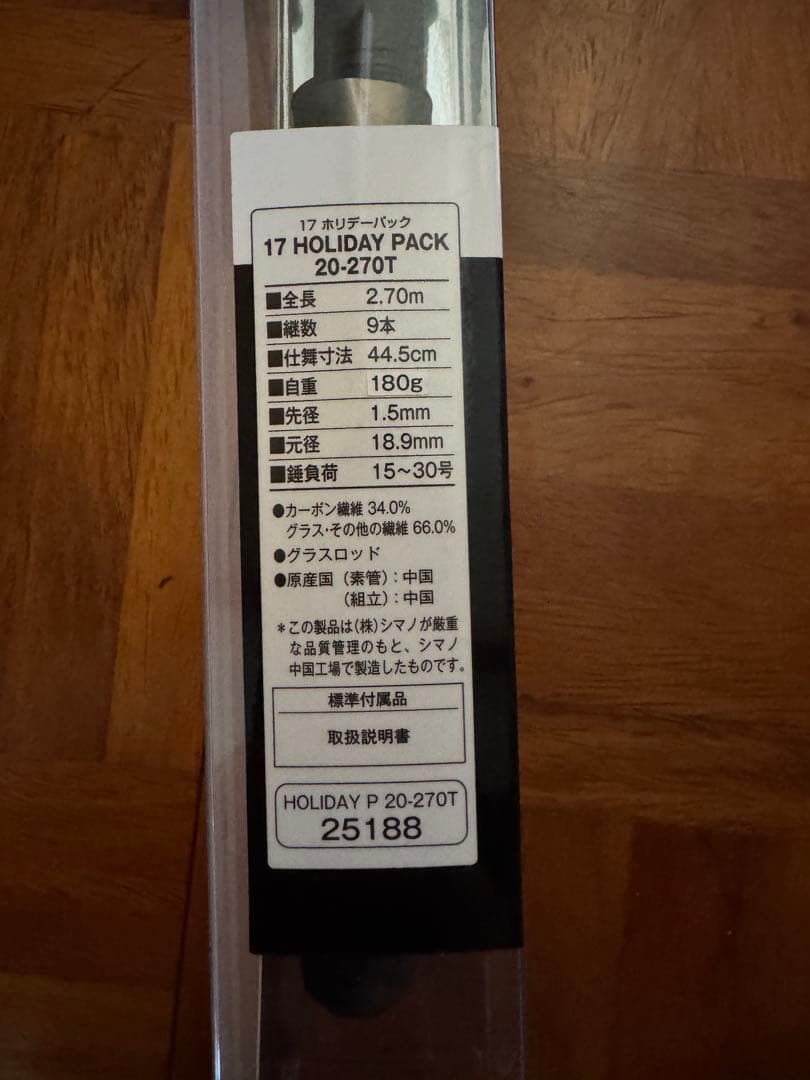 17 ホリデーパック
17 HOLIDAY PACK
20-270T
■全長 2.70m
■継数 9本
■仕舞寸法 44.5cm
■自重 180g
■先径 1.5mm
■元径 18.9mm
■錘負荷 15〜30号
●カーボン繊維 34.0%
グラス・その他の繊維 66.0%
●グラスロッド
●原産国（素管）：中国
（組立）：中国
＊この製品は(株)シマノが厳重
な品質管理のもと、シマノ
中国工場で製造したものです。
標準付属品
取扱説明書
HOLIDAY P 20-270T
25188